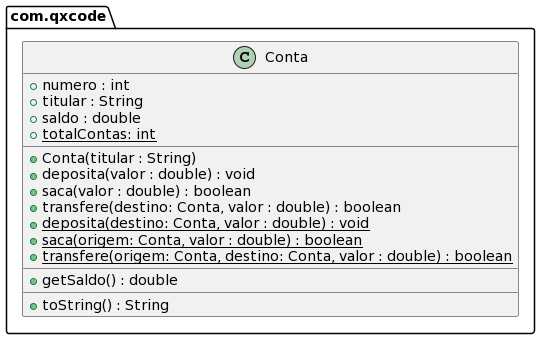 com.qxcode
C Conta
numero : int
titular : String
saldo : double
totalContas: int
Conta(titular : String)
deposita(valor : double) : void
saca(valor : double) : boolean
transfere(destino: Conta, valor : double) : boolean
deposita(destino: Conta, valor : double) : void
saca(origem: Conta, valor : double) : boolean
transfere(origem: Conta, destino: Conta, valor : double) : boolean
getSaldo() : double
toString() : String